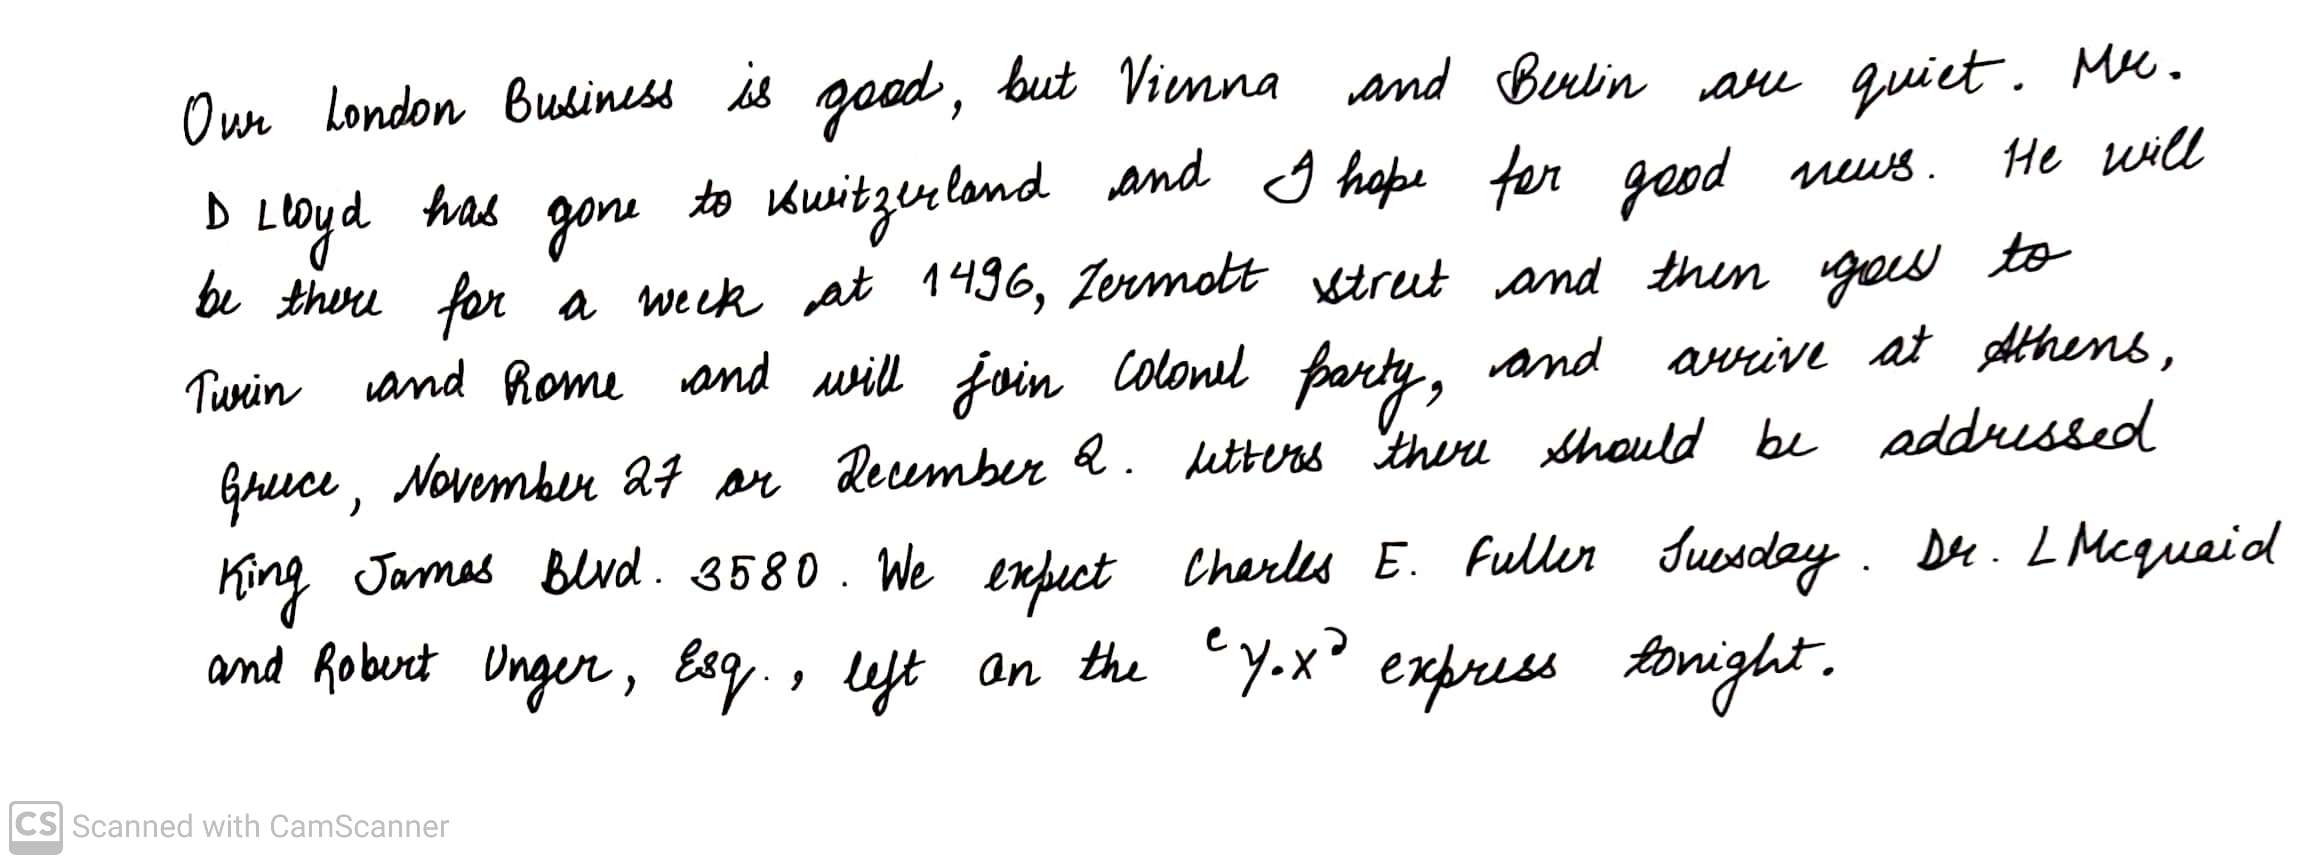 Our London Business is good, but Vienna and Berlin are quiet. Mr.
D Lloyd has gone to Switzerland and I hope for good news. He will
be there for a week at 1496, Zermott street and then goes to
Turin and Rome and will join Colonel party, and arrive at Athens,
Greece, November 27 or December 2. Letters there should be addressed
King James Blvd. 3580. We expect Charles E. Fuller Tuesday. Dr. L Mcquaid
and Robert Unger, Esq., left on the "Y.X" express tonight.
CS Scanned with CamScanner